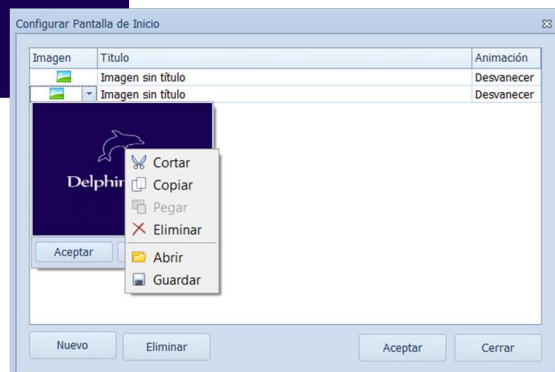 Configurar Pantalla de Inicio
Imagen Titulo Animación
Imagen sin título Desvanecer
Imagen sin título Desvanecer
Cortar
Copiar
Pegar
Eliminar
Abrir
Guardar
Aceptar
Nuevo Eliminar Aceptar Cerrar